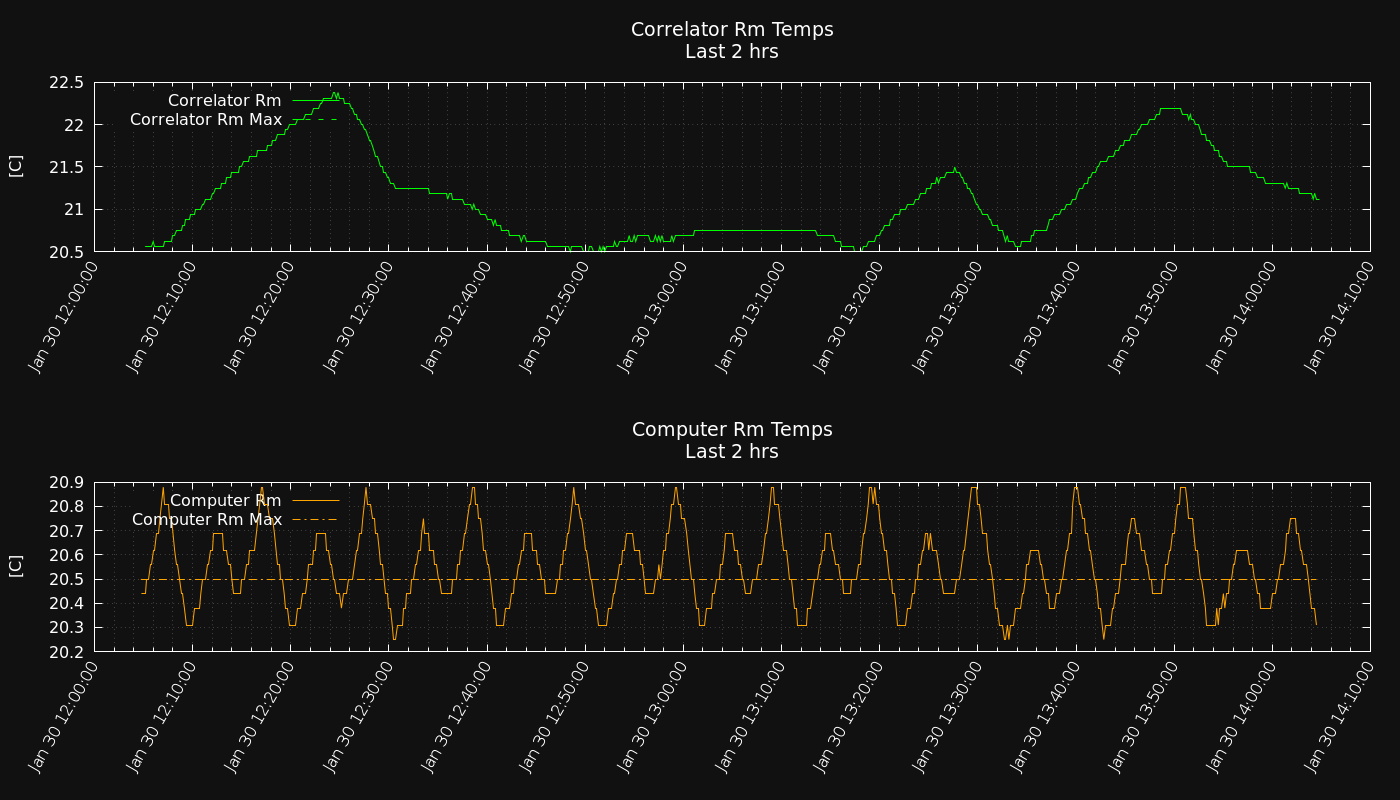 Correlator Rm Temps
Last 2 hrs
22.5
22
21.5
21
20.5
[C]
Correlator Rm
Correlator Rm Max
Jan 30 12:00:00
Jan 30 12:10:00
Jan 30 12:20:00
Jan 30 12:30:00
Jan 30 12:40:00
Jan 30 12:50:00
Jan 30 13:00:00
Jan 30 13:10:00
Jan 30 13:20:00
Jan 30 13:30:00
Jan 30 13:40:00
Jan 30 13:50:00
Jan 30 14:00:00
Jan 30 14:10:00
Computer Rm Temps
Last 2 hrs
20.9
20.8
20.7
20.6
20.5
20.4
20.3
20.2
[C]
Computer Rm
Computer Rm Max
Jan 30 12:00:00
Jan 30 12:10:00
Jan 30 12:20:00
Jan 30 12:30:00
Jan 30 12:40:00
Jan 30 12:50:00
Jan 30 13:00:00
Jan 30 13:10:00
Jan 30 13:20:00
Jan 30 13:30:00
Jan 30 13:40:00
Jan 30 13:50:00
Jan 30 14:00:00
Jan 30 14:10:00